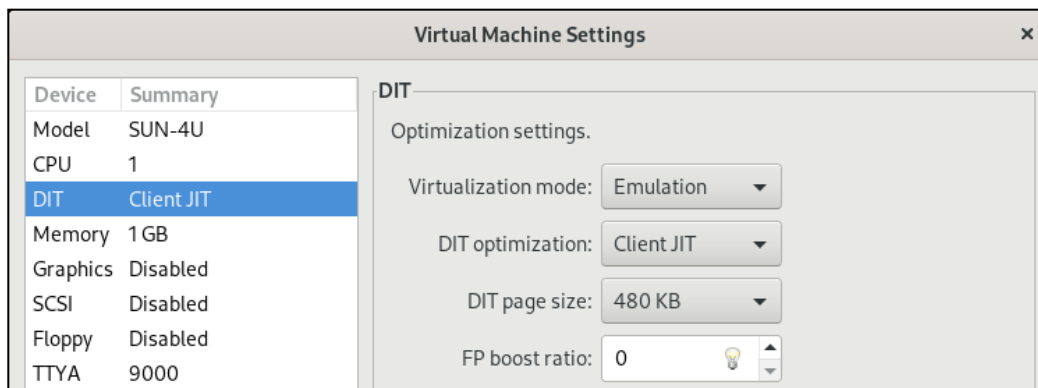 Virtual Machine Settings ×
Device Summary
Model SUN-4U
CPU 1
DIT Client JIT
Memory 1 GB
Graphics Disabled
SCSI Disabled
Floppy Disabled
TTYA 9000
DIT
Optimization settings.
Virtualization mode: Emulation
DIT optimization: Client JIT
DIT page size: 480 KB
FP boost ratio: 0